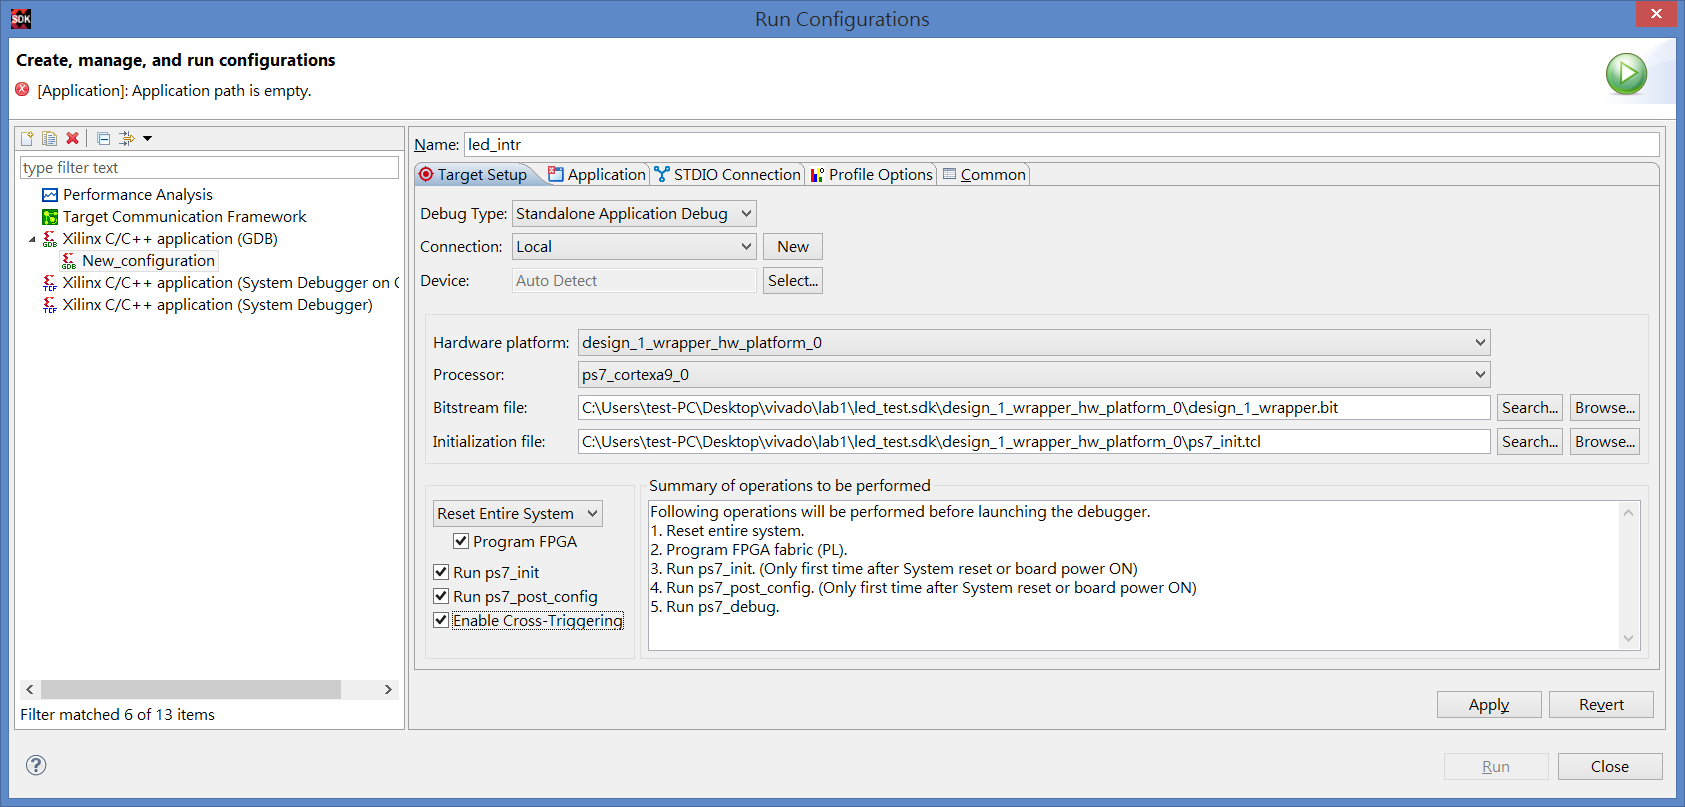 SDK
Run Configurations
Create, manage, and run configurations
[Application]: Application path is empty.
type filter text
Performance Analysis
Target Communication Framework
Xilinx C/C++ application (GDB)
New_configuration
Xilinx C/C++ application (System Debugger on
Xilinx C/C++ application (System Debugger)
Filter matched 6 of 13 items
Name: led_intr
Target Setup Application STDIO Connection Profile Options Common
Debug Type: Standalone Application Debug
Connection: Local New
Device: Auto Detect Select...
Hardware platform: design_1_wrapper_hw_platform_0
Processor: ps7_cortexa9_0
Bitstream file: C:\Users\test-PC\Desktop\vivado\lab1\led_test.sdk\design_1_wrapper_hw_platform_0\design_1_wrapper.bit Search... Browse...
Initialization file: C:\Users\test-PC\Desktop\vivado\lab1\led_test.sdk\design_1_wrapper_hw_platform_0\ps7_init.tcl Search... Browse...
Reset Entire System
Program FPGA
Run ps7_init
Run ps7_post_config
Enable Cross-Triggering
Summary of operations to be performed
Following operations will be performed before launching the debugger.
1. Reset entire system.
2. Program FPGA fabric (PL).
3. Run ps7_init. (Only first time after System reset or board power ON)
4. Run ps7_post_config. (Only first time after System reset or board power ON)
5. Run ps7_debug.
Apply Revert
Run Close